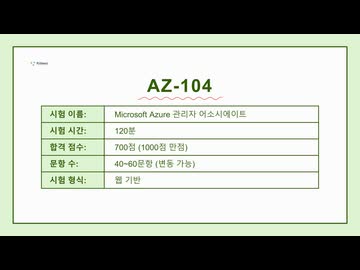 AZ-104
시험 이름: Microsoft Azure 관리자 어소시에이트
시험 시간: 120분
합격 점수: 700점 (1000점 만점)
문항 수: 40~60문항 (변동 가능)
시험 형식: 웹 기반